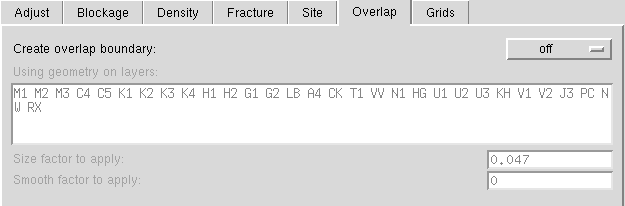 Adjust Blockage Density Fracture Site Overlap Grids
Create overlap boundary: off
Using geometry on layers:
M1 M2 M3 C4 C5 K1 K2 K3 K4 H1 H2 G1 G2 LB A4 CK T1 VV N1 HG U1 U2 U3 KH V1 V2 J3 PC N
W RX
Size factor to apply: 0.047
Smooth factor to apply: 0